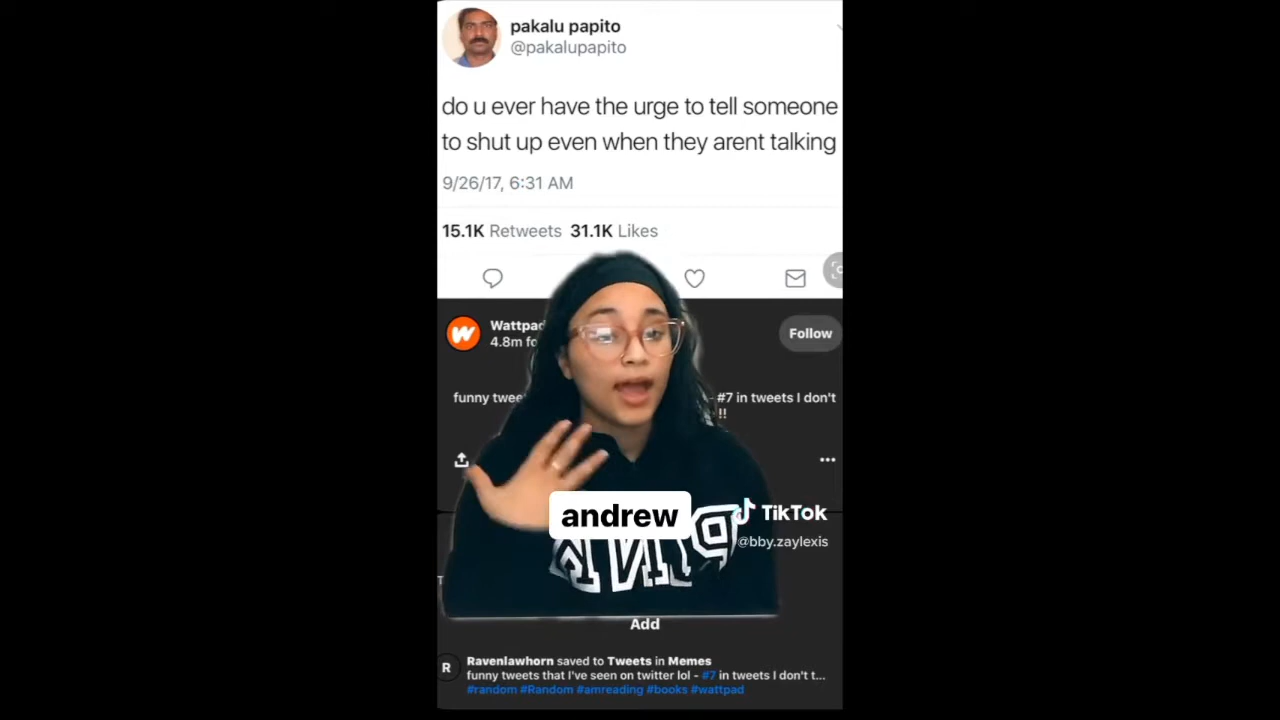 pakalu papito
@pakalupapito
do u ever have the urge to tell someone
to shut up even when they arent talking
9/26/17, 6:31 AM
15.1K Retweets 31.1K Likes
Wattpad
4.8m
Follow
funny
#7 in tweets I don't
!!
andrew
TikTok
@bby.zaylexis
Add
R
Ravenlawhorn saved to Tweets in Memes
funny tweets that I've seen on twitter lol - #7 in tweets I don't t...
#random #Random #amreading #books #wattpad